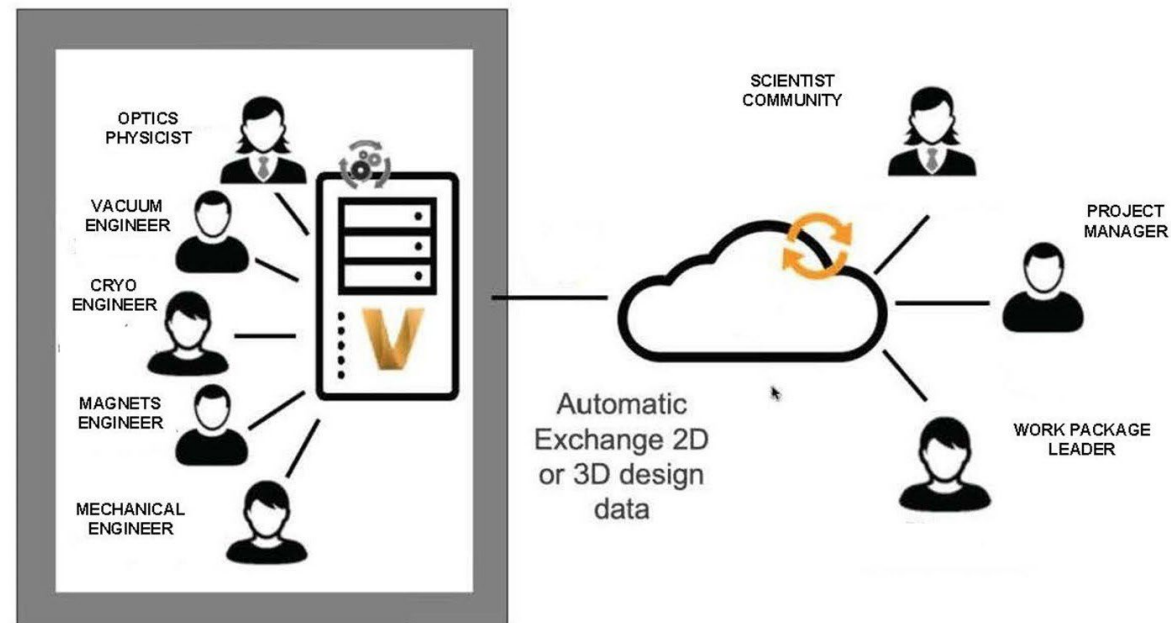 OPTICS
PHYSICIST
VACUUM
ENGINEER
CRYO
ENGINEER
MAGNETS
ENGINEER
MECHANICAL
ENGINEER
Automatic
Exchange 2D
or 3D design
data
SCIENTIST
COMMUNITY
PROJECT
MANAGER
WORK PACKAGE
LEADER